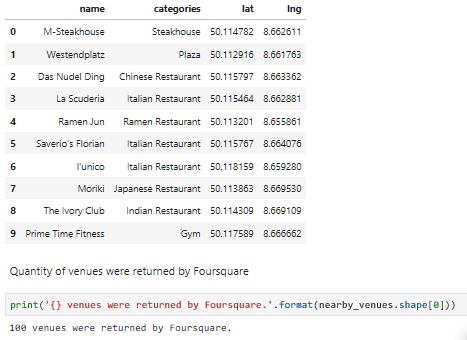 name categories lat lng
0 M-Steakhouse Steakhouse 50.114782 8.662611
1 Westendplatz Plaza 50.112916 8.661763
2 Das Nudel Ding Chinese Restaurant 50.115797 8.663362
3 La Scuderia Italian Restaurant 50.115464 8.662881
4 Ramen Jun Ramen Restaurant 50.113201 8.655861
5 Saverio's Florian Italian Restaurant 50.115767 8.664076
6 l'unico Italian Restaurant 50.118159 8.659280
7 Moriki Japanese Restaurant 50.113863 8.669530
8 The Ivory Club Indian Restaurant 50.114309 8.669109
9 Prime Time Fitness Gym 50.117589 8.666662
Quantity of venues were returned by Foursquare
print('{} venues were returned by Foursquare.'.format(nearby_venues.shape[0]))
100 venues were returned by Foursquare.